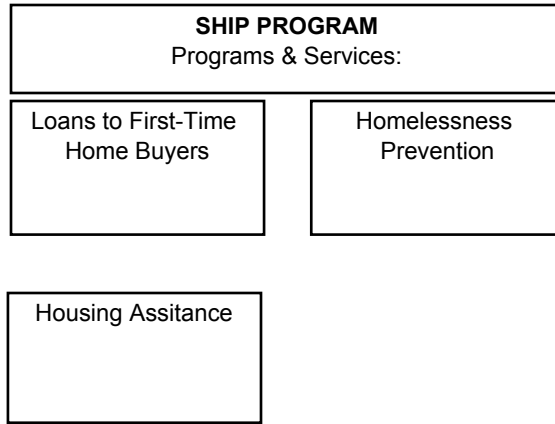 SHIP PROGRAM
Programs & Services:
Loans to First-Time
Home Buyers
Homelessness
Prevention
Housing Assitance